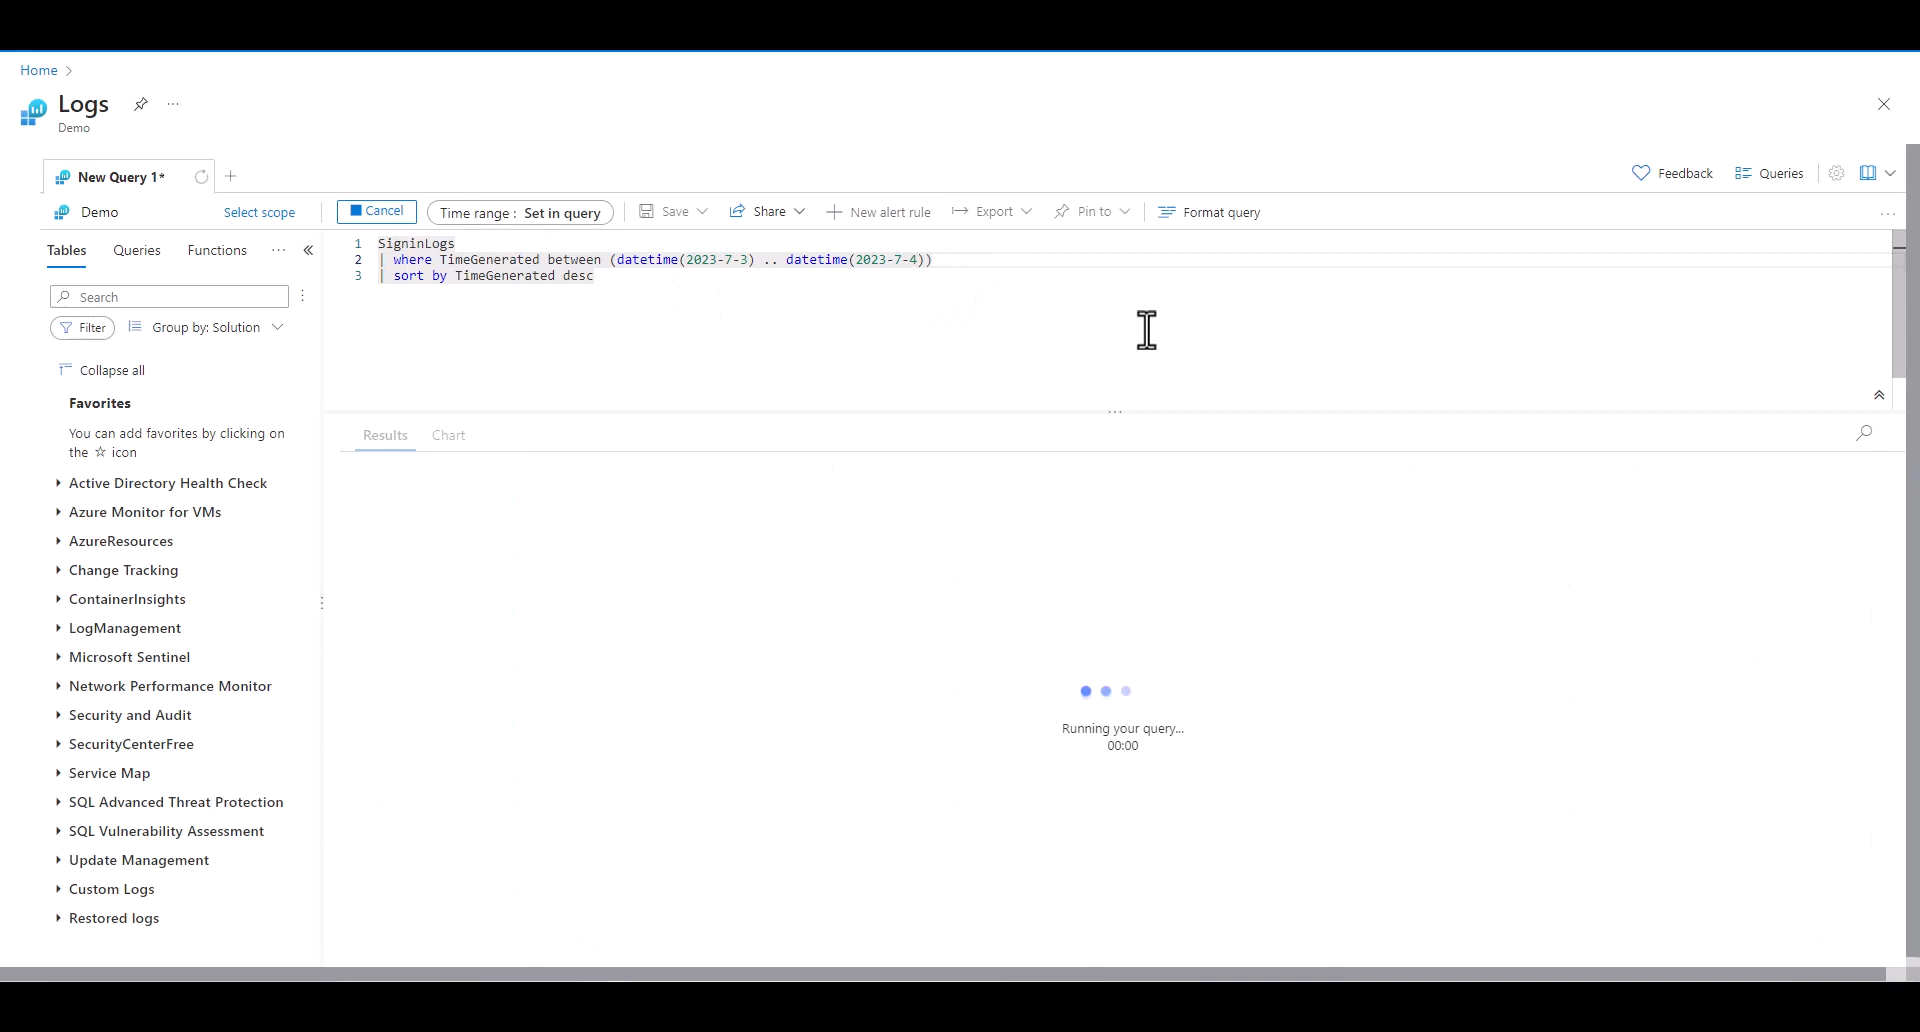 Home >
Logs ...
Demo
New Query 1* +
Feedback Queries
Demo Select scope Cancel Time range : Set in query Save Share New alert rule Export Pin to Format query ...
Tables Queries Functions ... «
1 SigninLogs
2 | where TimeGenerated between (datetime(2023-7-3) .. datetime(2023-7-4))
3 | sort by TimeGenerated desc
Search
Filter Group by: Solution
Collapse all
Favorites
You can add favorites by clicking on
the ☆ icon
Active Directory Health Check
Azure Monitor for VMs
AzureResources
Change Tracking
ContainerInsights
LogManagement
Microsoft Sentinel
Network Performance Monitor
Security and Audit
SecurityCenterFree
Service Map
SQL Advanced Threat Protection
SQL Vulnerability Assessment
Update Management
Custom Logs
Restored logs
Results Chart
Running your query...
00:00